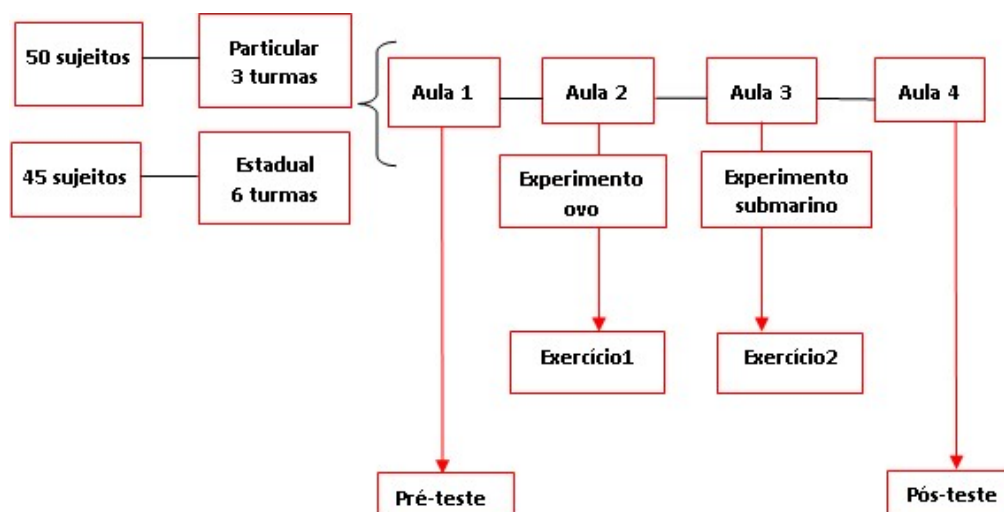 50 sujeitos
Particular
3 turmas
Aula 1
Aula 2
Aula 3
Aula 4
45 sujeitos
Estadual
6 turmas
Experimento
ovo
Experimento
submarino
Exercício1
Exercício2
Pré-teste
Pós-teste